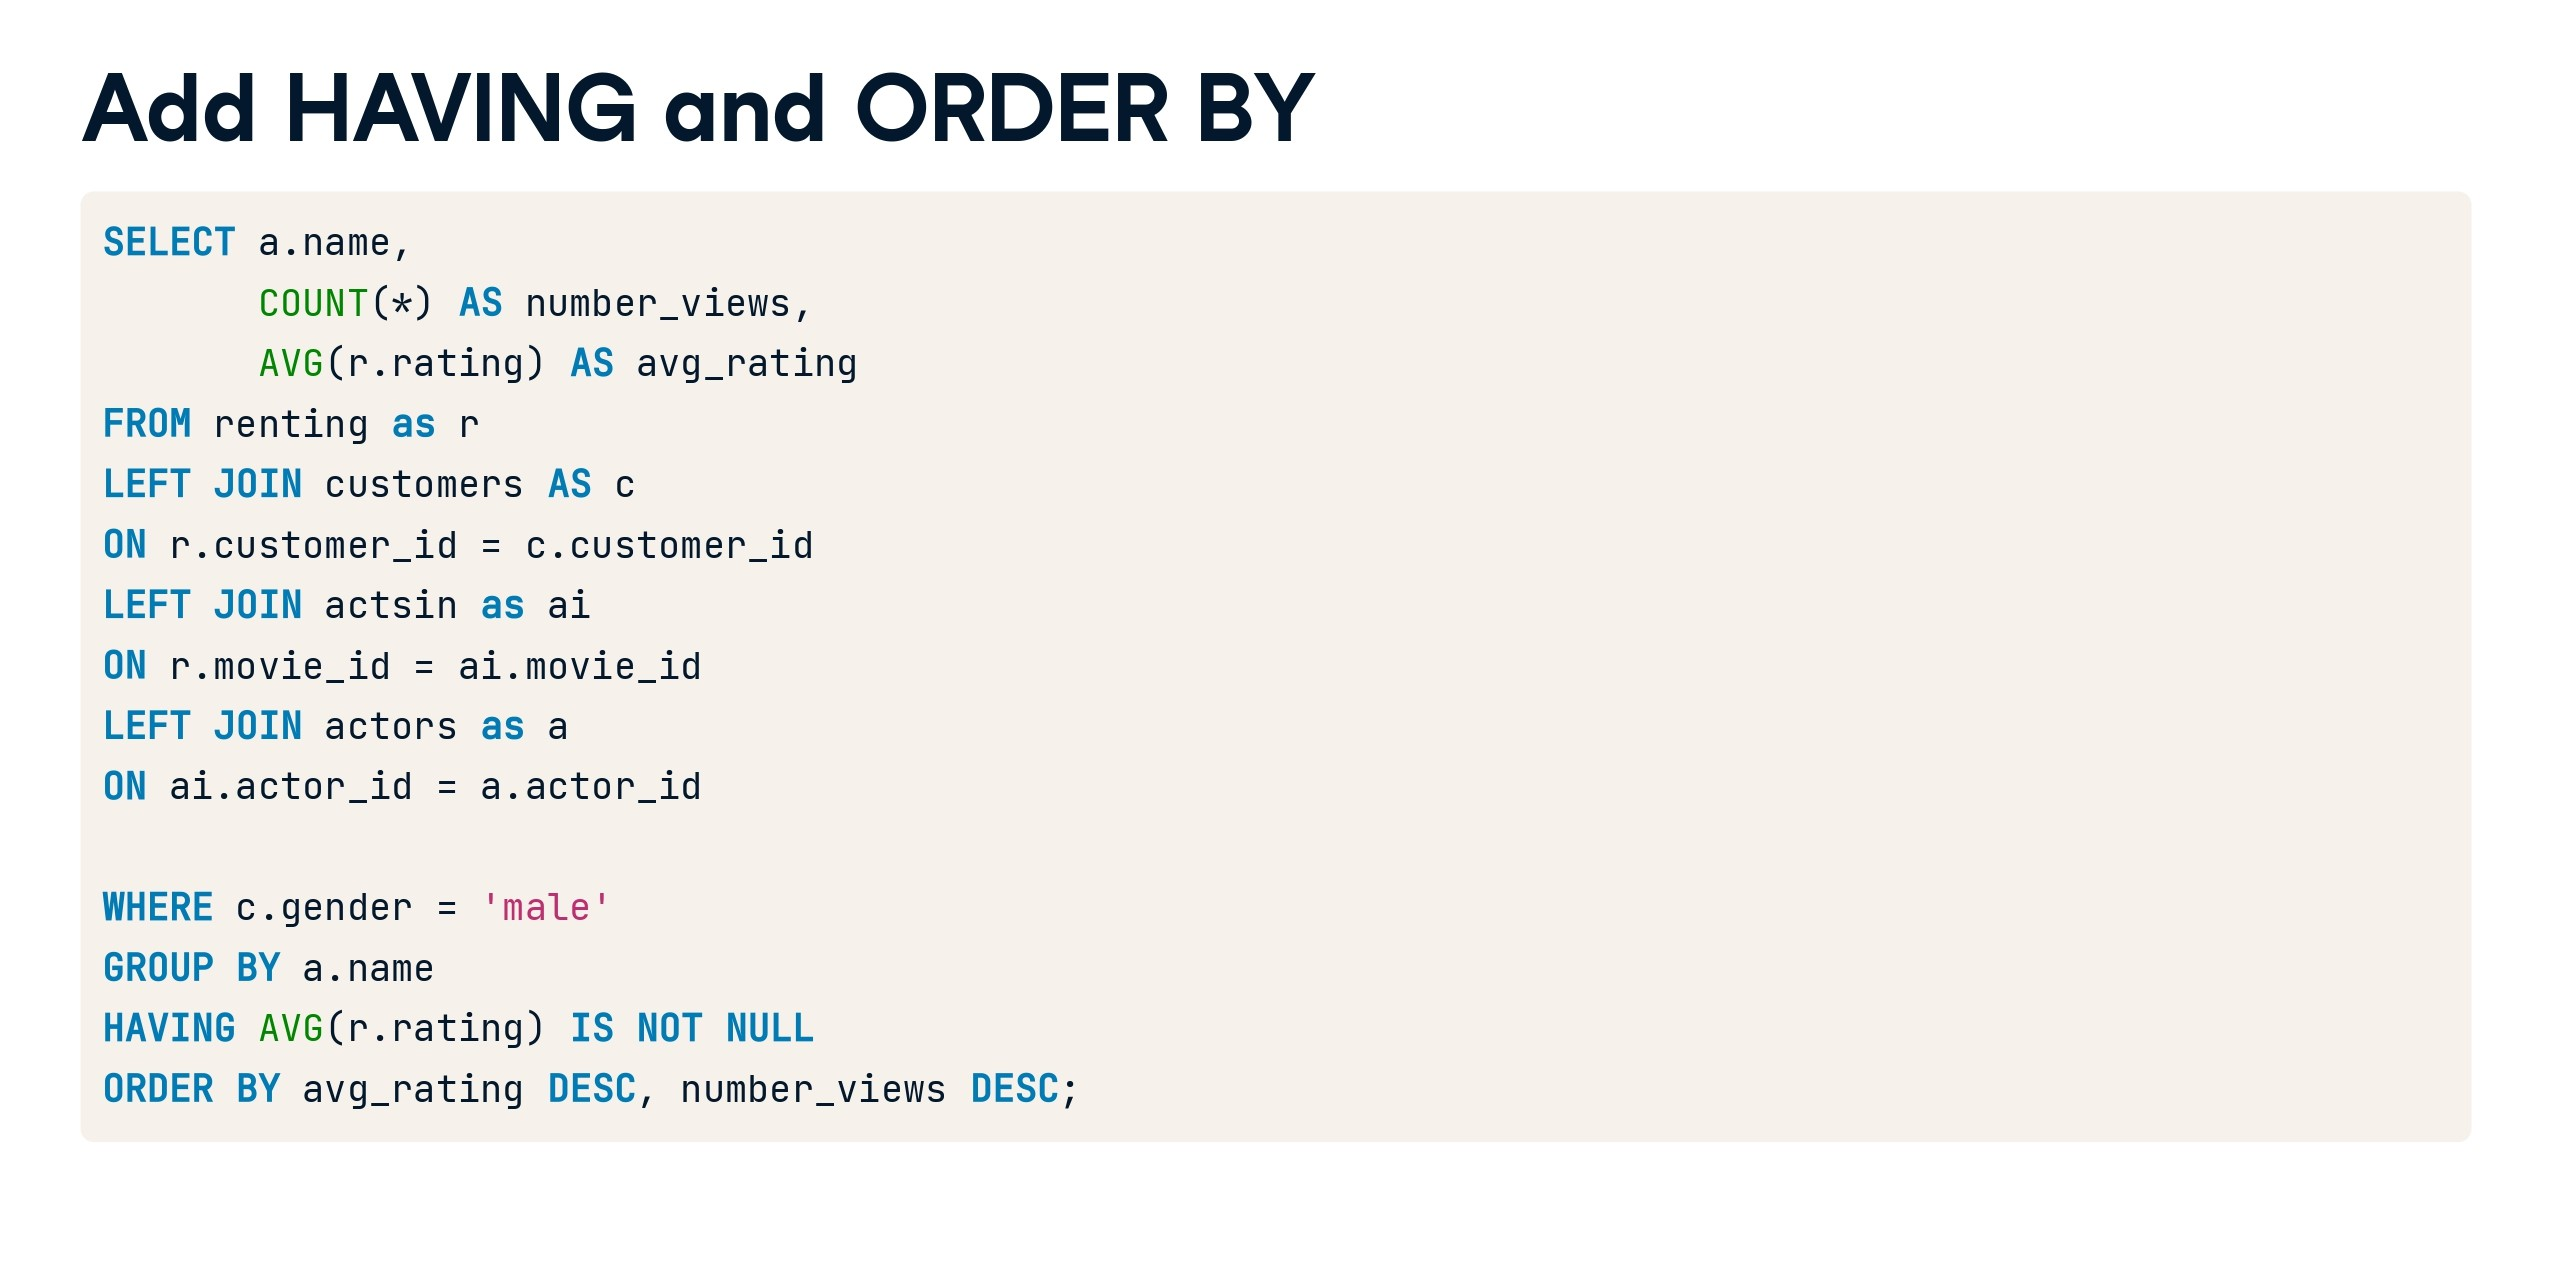 Add HAVING and ORDER BY
SELECT a.name,
       COUNT(*) AS number_views,
       AVG(r.rating) AS avg_rating
FROM renting as r
LEFT JOIN customers AS c
ON r.customer_id = c.customer_id
LEFT JOIN actsin as ai
ON r.movie_id = ai.movie_id
LEFT JOIN actors as a
ON ai.actor_id = a.actor_id
WHERE c.gender = 'male'
GROUP BY a.name
HAVING AVG(r.rating) IS NOT NULL
ORDER BY avg_rating DESC, number_views DESC;